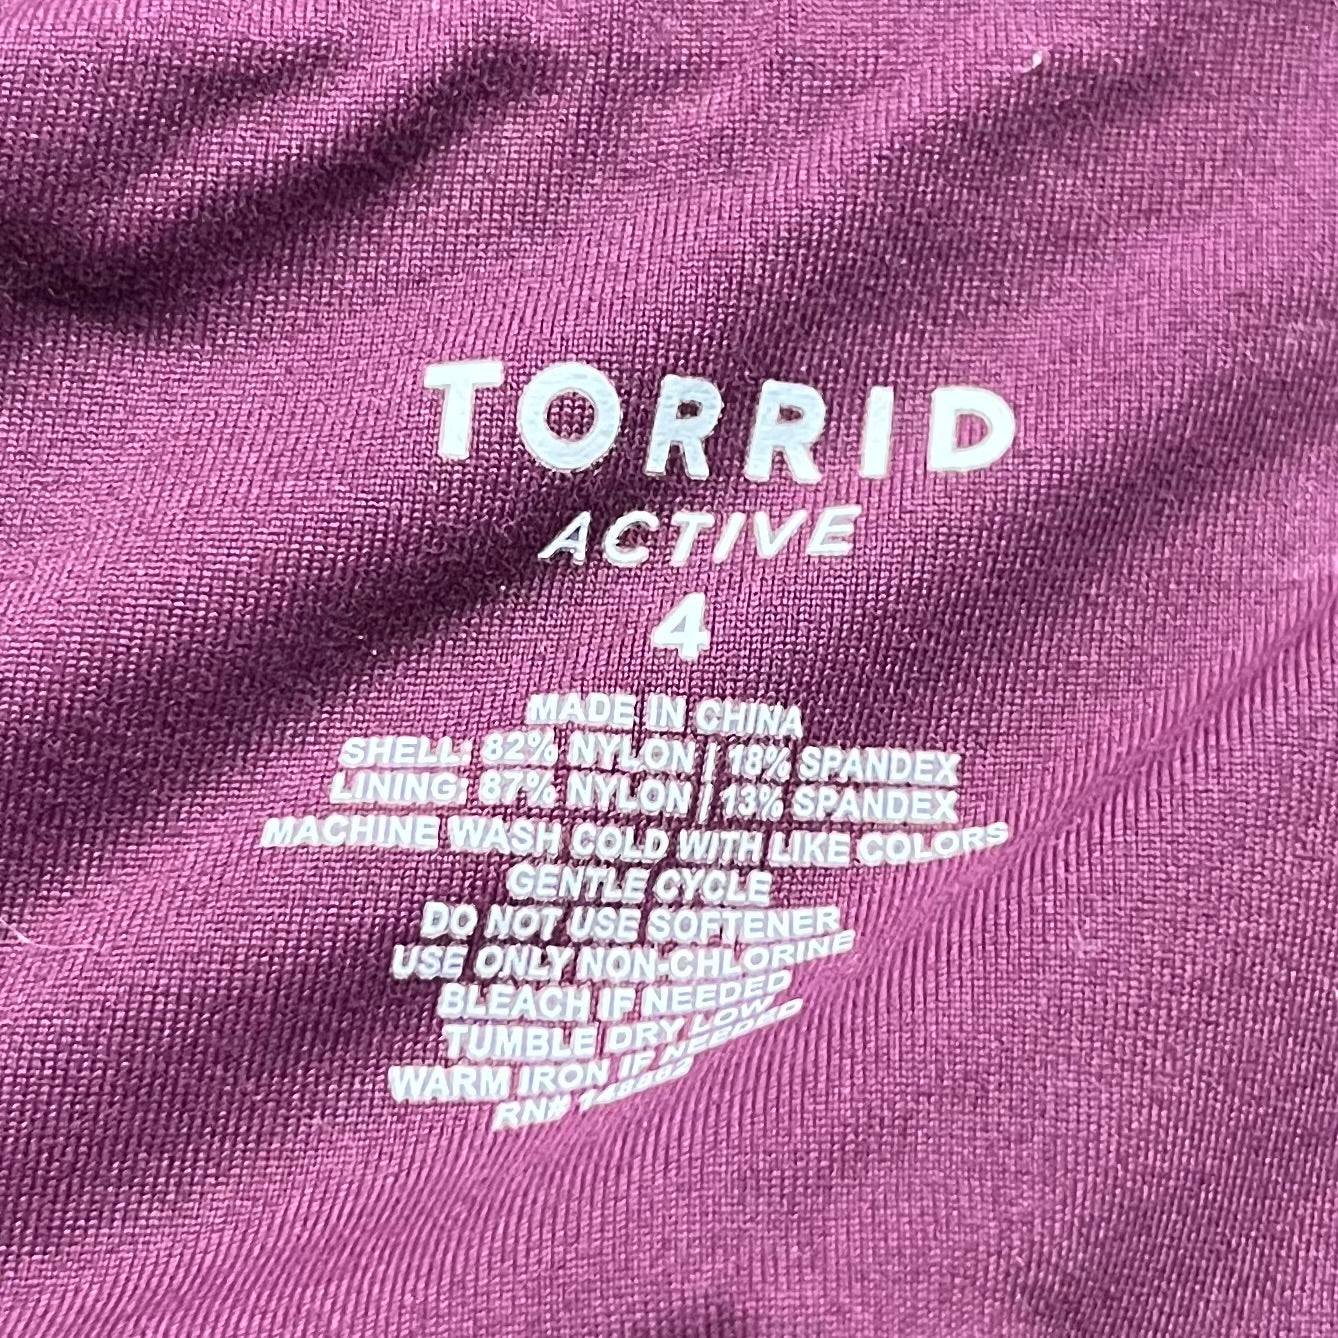 TORRID
ACTIVE
4
MADE IN CHINA
SHELL: 82% NYLON | 18% SPANDEX
LINING: 87% NYLON | 13% SPANDEX
MACHINE WASH COLD WITH LIKE COLORS
GENTLE CYCLE
DO NOT USE SOFTENER
USE ONLY NON-CHLORINE
BLEACH IF NEEDED
TUMBLE DRY LOW
WARM IRON IF NEEDED
RN#